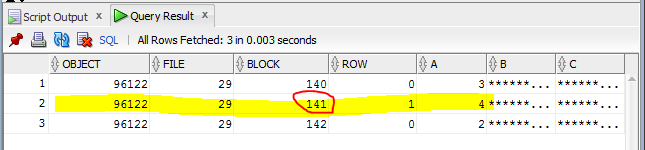 Script Output x Query Result x
SQL | All Rows Fetched: 3 in 0.003 seconds
OBJECT FILE BLOCK ROW A B C
1 96122 29 140 0 3 ******... ******...
2 96122 29 141 1 4 ******... ******...
3 96122 29 142 0 2 ******... ******...